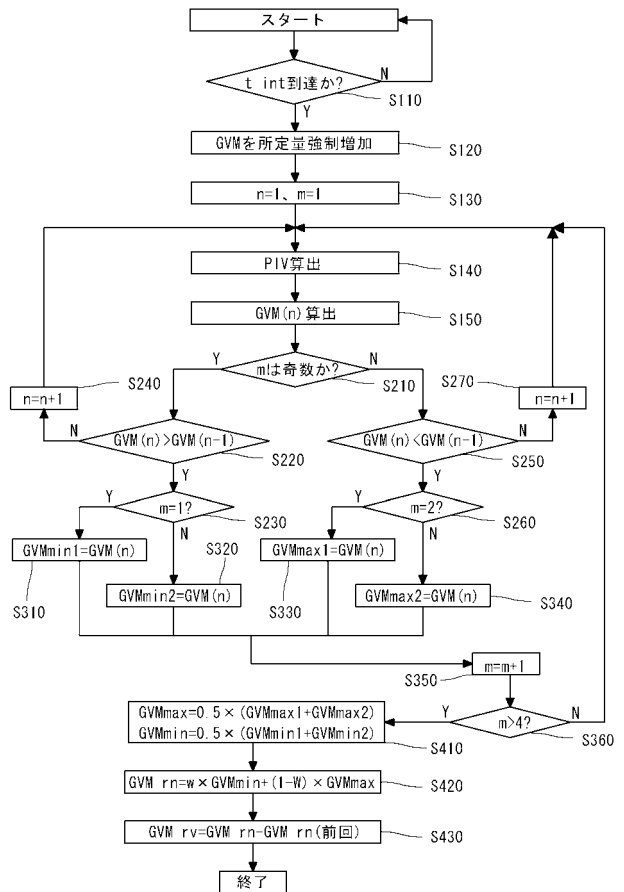 スタート
t int到達か?
N
S110
Y
GVMを所定量強制増加
S120
n=1、m=1
S130
PIV算出
S140
GVM(n)算出
S150
Y
mは奇数か?
N
S210
S240
n=n+1
S270
n=n+1
N
GVM(n)>GVM(n-1)
S220
GVM(n)<GVM(n-1)
N
S250
Y
Y
Y
m=1?
S230
N
Y
m=2?
S260
N
GVMmin1=GVM(n)
S310
S320
GVMmin2=GVM(n)
GVMmax1=GVM(n)
S330
GVMmax2=GVM(n)
S340
m=m+1
S350
Y
m>4?
N
S360
GVMmax=0.5×(GVMmax1+GVMmax2)
GVMmin=0.5×(GVMmin1+GVMmin2)
S410
GVM rn=w×GVMmin+(1-W)×GVMmax
S420
GVM rv=GVM rn-GVM rn(前回)
S430
終了